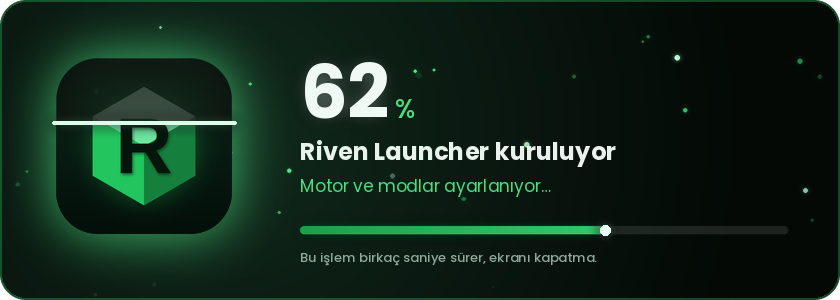 R
62 %
Riven Launcher kuruluyor
Motor ve modlar ayarlanıyor...
Bu işlem birkaç saniye sürer, ekranı kapatma.